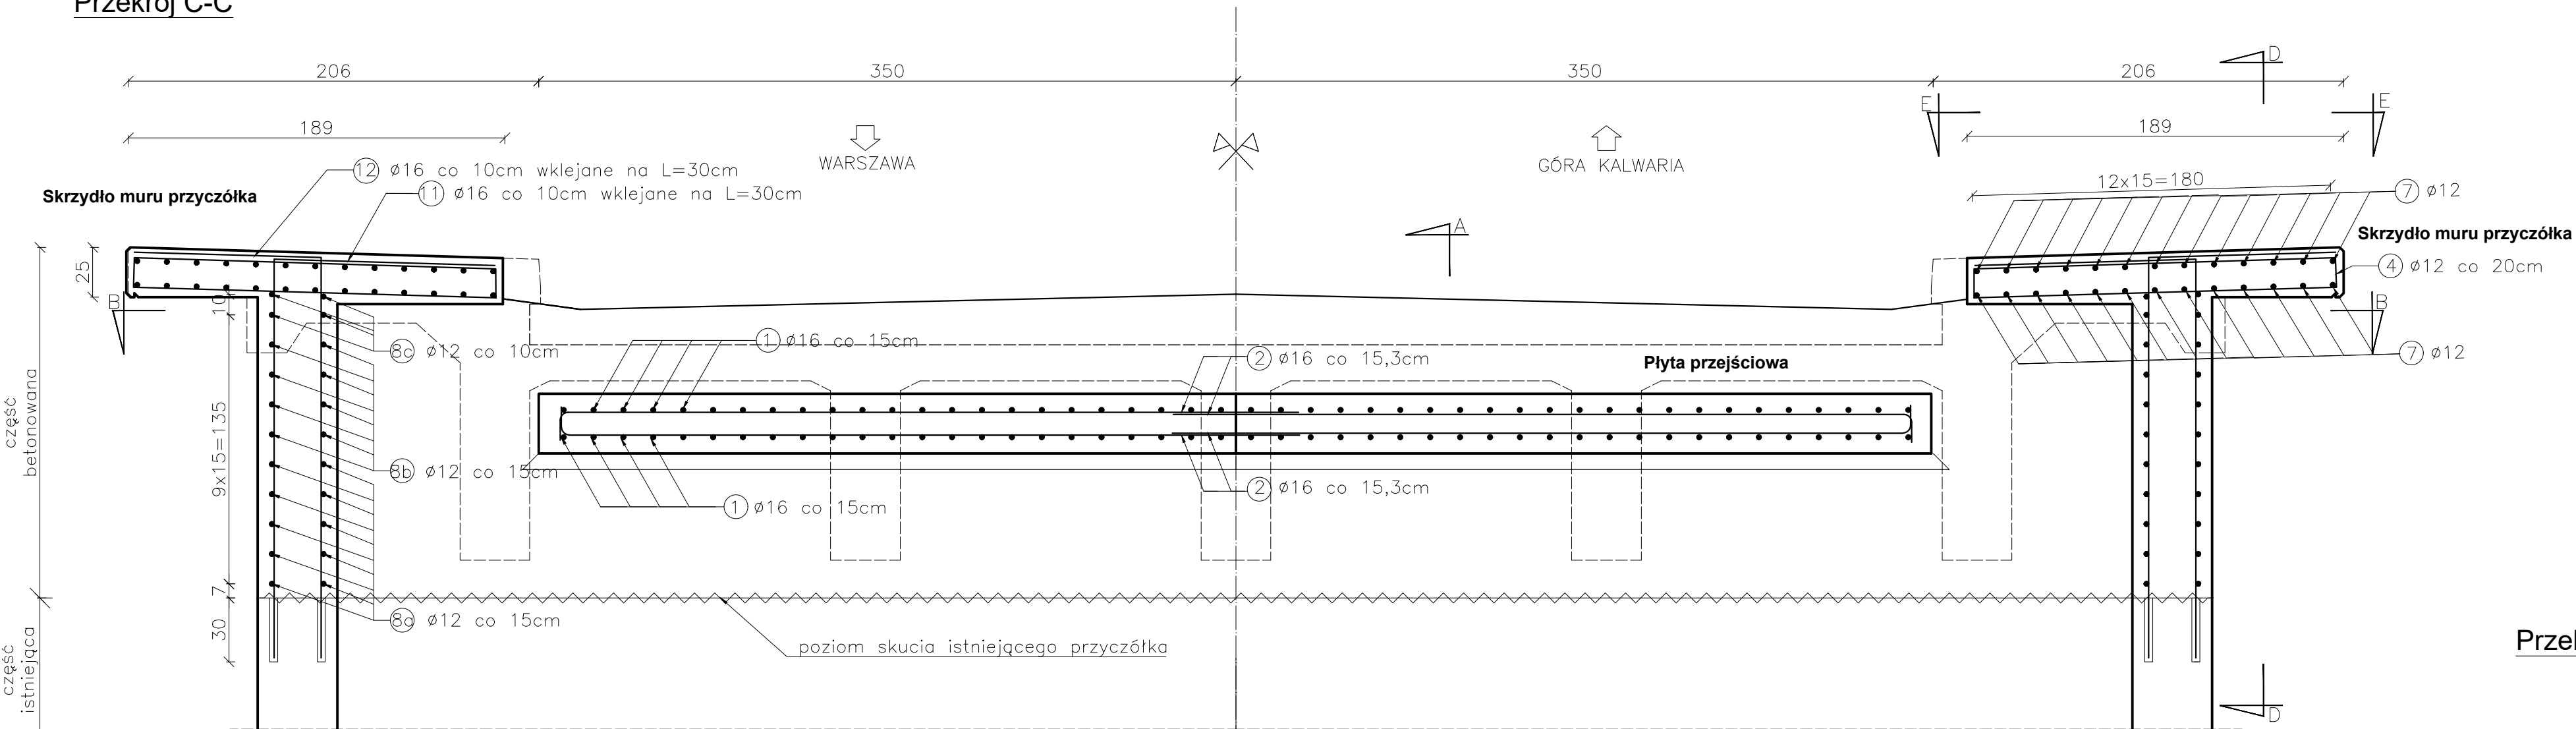 Przekrój C-C
206
350
350
206
D
E
E
189
189
WARSZAWA
GÓRA KALWARIA
12 ø16 co 10cm wklejane na L=30cm
11 ø16 co 10cm wklejane na L=30cm
12x15=180
7 ø12
Skrzydło muru przyczółka
Skrzydło muru przyczółka
A
4 ø12 co 20cm
25
B
B
10
8c ø12 co 10cm
1 ø16 co 15cm
2 ø16 co 15,3cm
Płyta przejściowa
7 ø12
część
betonowana
9x15=135
8b ø12 co 15cm
1 ø16 co 15cm
2 ø16 co 15,3cm
7
8a ø12 co 15cm
30
poziom skucia istniejącego przyczółka
część
istniejąca
D